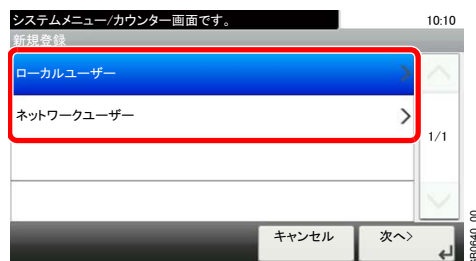 システムメニュー/カウンター画面です。 10:10
新規登録
ローカルユーザー
ネットワークユーザー
1/1
キャンセル 次へ>